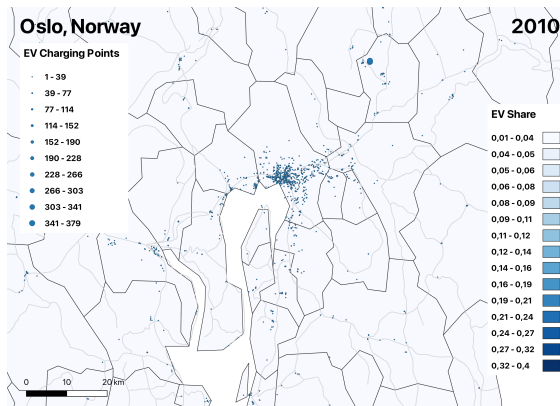 Oslo, Norway
2010
EV Charging Points
1 - 39
39 - 77
77 - 114
114 - 152
152 - 190
190 - 228
228 - 266
266 - 303
303 - 341
341 - 379
EV Share
0,01 - 0,04
0,04 - 0,05
0,05 - 0,06
0,06 - 0,08
0,08 - 0,09
0,09 - 0,11
0,11 - 0,12
0,12 - 0,14
0,14 - 0,16
0,16 - 0,19
0,19 - 0,21
0,21 - 0,24
0,24 - 0,27
0,27 - 0,32
0,32 - 0,4
0 10 20 km